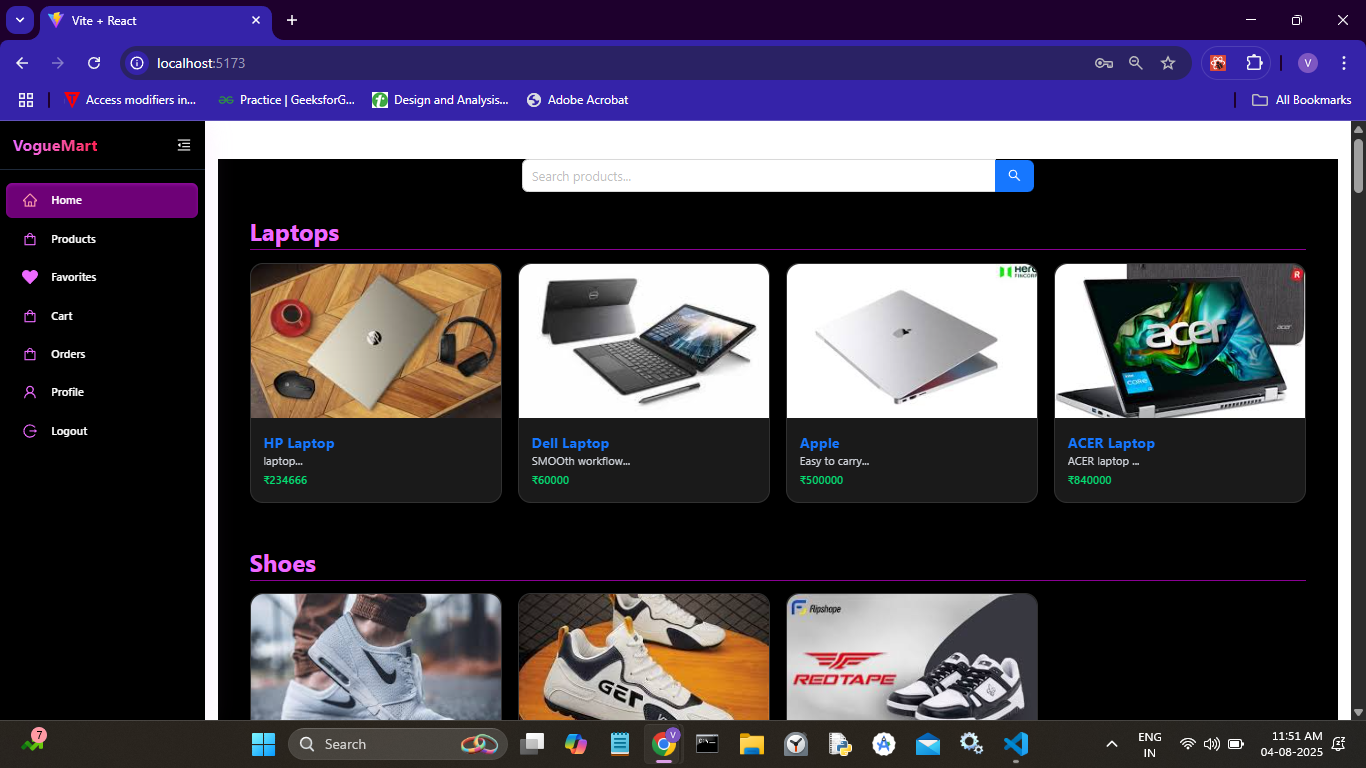 Vite + React
localhost:5173
Access modifiers in...
Practice | GeeksforG...
Design and Analysis...
Adobe Acrobat
All Bookmarks
V
VogueMart
Home
Products
Favorites
Cart
Orders
Profile
Logout
Search products...
Laptops
HP Laptop
laptop...
₹234666
Dell Laptop
SMOOth workflow...
₹60000
Apple
Easy to carry...
₹500000
acer
ACER Laptop
ACER laptop ...
₹840000
Shoes
GET
Ripshope
REDTAPE
7
Search
V
ENG
IN
11:51 AM
04-08-2025